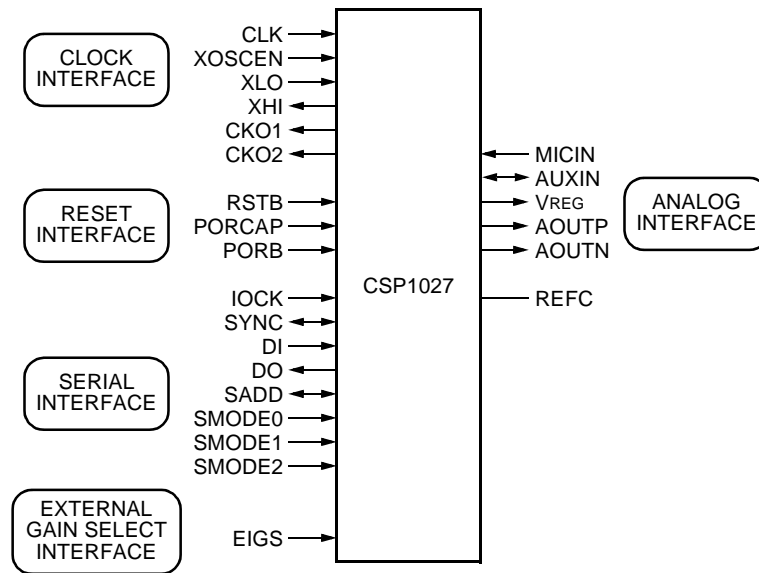 CLOCK
INTERFACE
CLK
XOSCEN
XLO
XHI
CKO1
CKO2
RESET
INTERFACE
RSTB
PORCAP
PORB
SERIAL
INTERFACE
IOCK
SYNC
DI
DO
SADD
SMODE0
SMODE1
SMODE2
EXTERNAL
GAIN SELECT
INTERFACE
EIGS
CSP1027
MICIN
AUXIN
VREG
AOUTP
AOUTN
REFC
ANALOG
INTERFACE